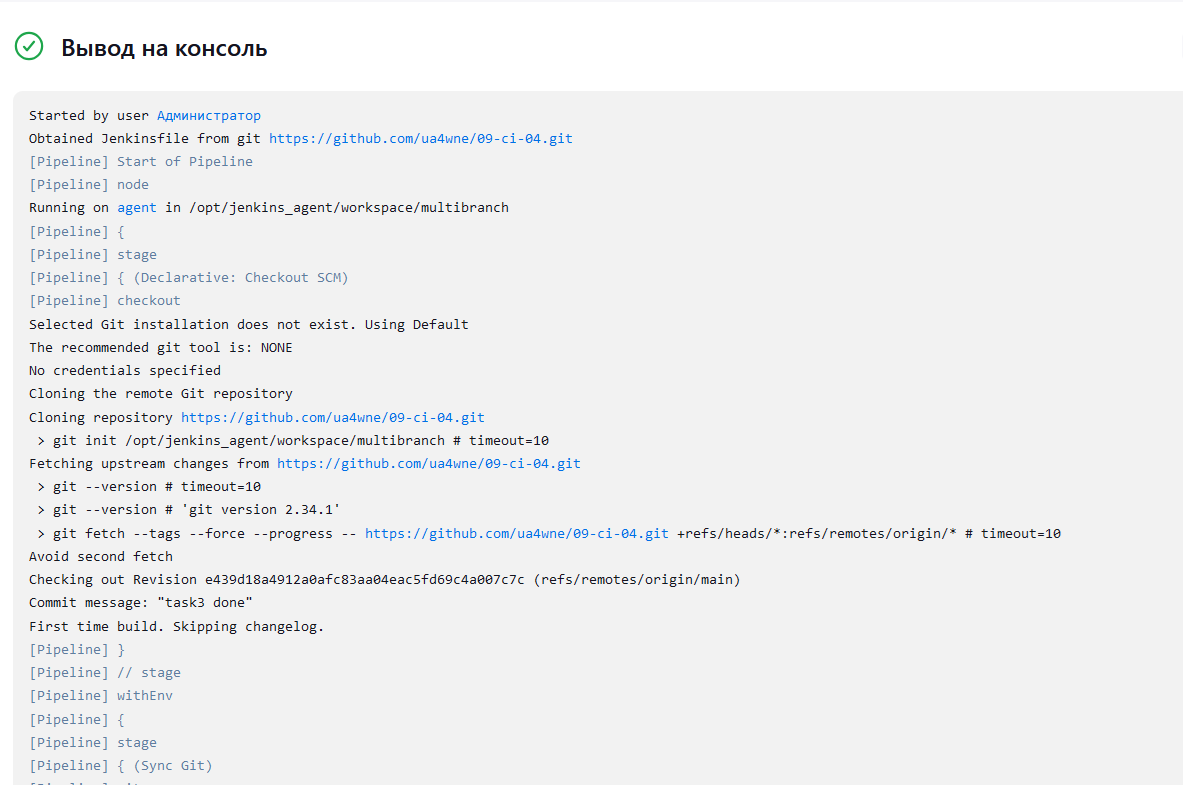 Вывод на консоль
Started by user Администратор
Obtained Jenkinsfile from git https://github.com/ua4wne/09-ci-04.git
[Pipeline] Start of Pipeline
[Pipeline] node
Running on agent in /opt/jenkins_agent/workspace/multibranch
[Pipeline] {
[Pipeline] stage
[Pipeline] { (Declarative: Checkout SCM)
[Pipeline] checkout
Selected Git installation does not exist. Using Default
The recommended git tool is: NONE
No credentials specified
Cloning the remote Git repository
Cloning repository https://github.com/ua4wne/09-ci-04.git
 > git init /opt/jenkins_agent/workspace/multibranch # timeout=10
Fetching upstream changes from https://github.com/ua4wne/09-ci-04.git
 > git --version # timeout=10
 > git --version # 'git version 2.34.1'
 > git fetch --tags --force --progress -- https://github.com/ua4wne/09-ci-04.git +refs/heads/*:refs/remotes/origin/* # timeout=10
Avoid second fetch
Checking out Revision e439d18a4912a0afc83aa04eac5fd69c4a007c7c (refs/remotes/origin/main)
Commit message: "task3 done"
First time build. Skipping changelog.
[Pipeline] }
[Pipeline] // stage
[Pipeline] withEnv
[Pipeline] {
[Pipeline] stage
[Pipeline] { (Sync Git)